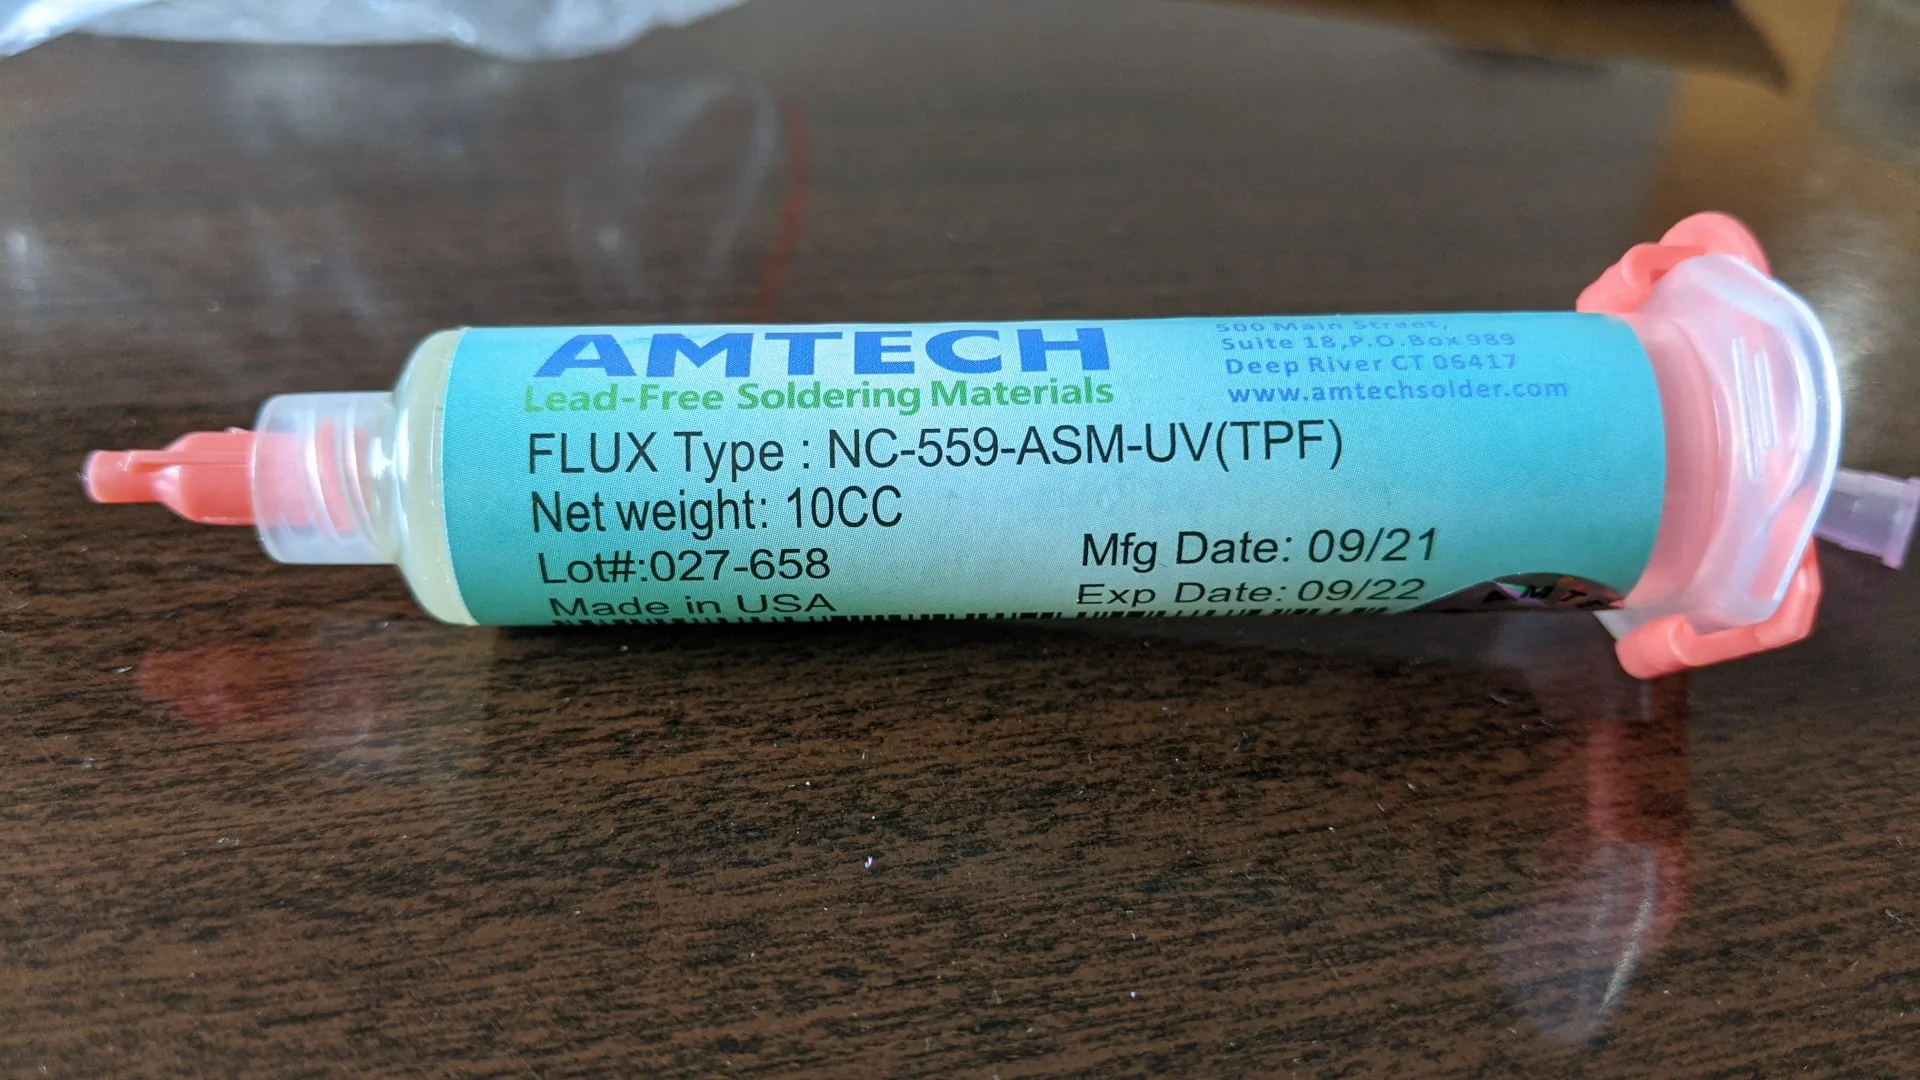 AMTECH
Lead-Free Soldering Materials
500 Main Street,
Suite 18,P.O.Box 989
Deep River CT 06417
www.amtechsolder.com
FLUX Type : NC-559-ASM-UV(TPF)
Net weight: 10CC
Lot#:027-658
Made in USA
Mfg Date: 09/21
Exp Date: 09/22